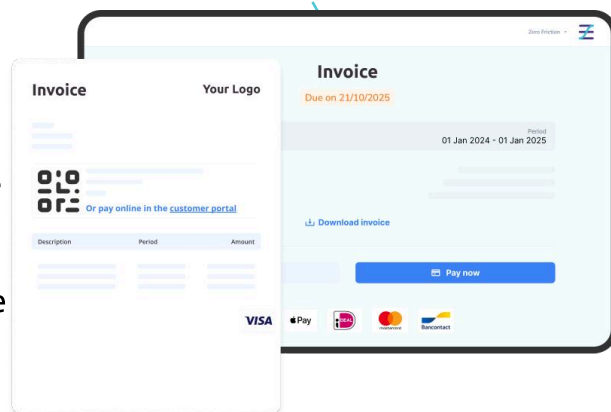 Zero Friction
Invoice
Your Logo
Or pay online in the customer portal
Description Period Amount
Invoice
Due on 21/10/2025
Period
01 Jan 2024 - 01 Jan 2025
Download invoice
Pay now
VISA
Pay
iDEAL
mastercard
Bancontact
e